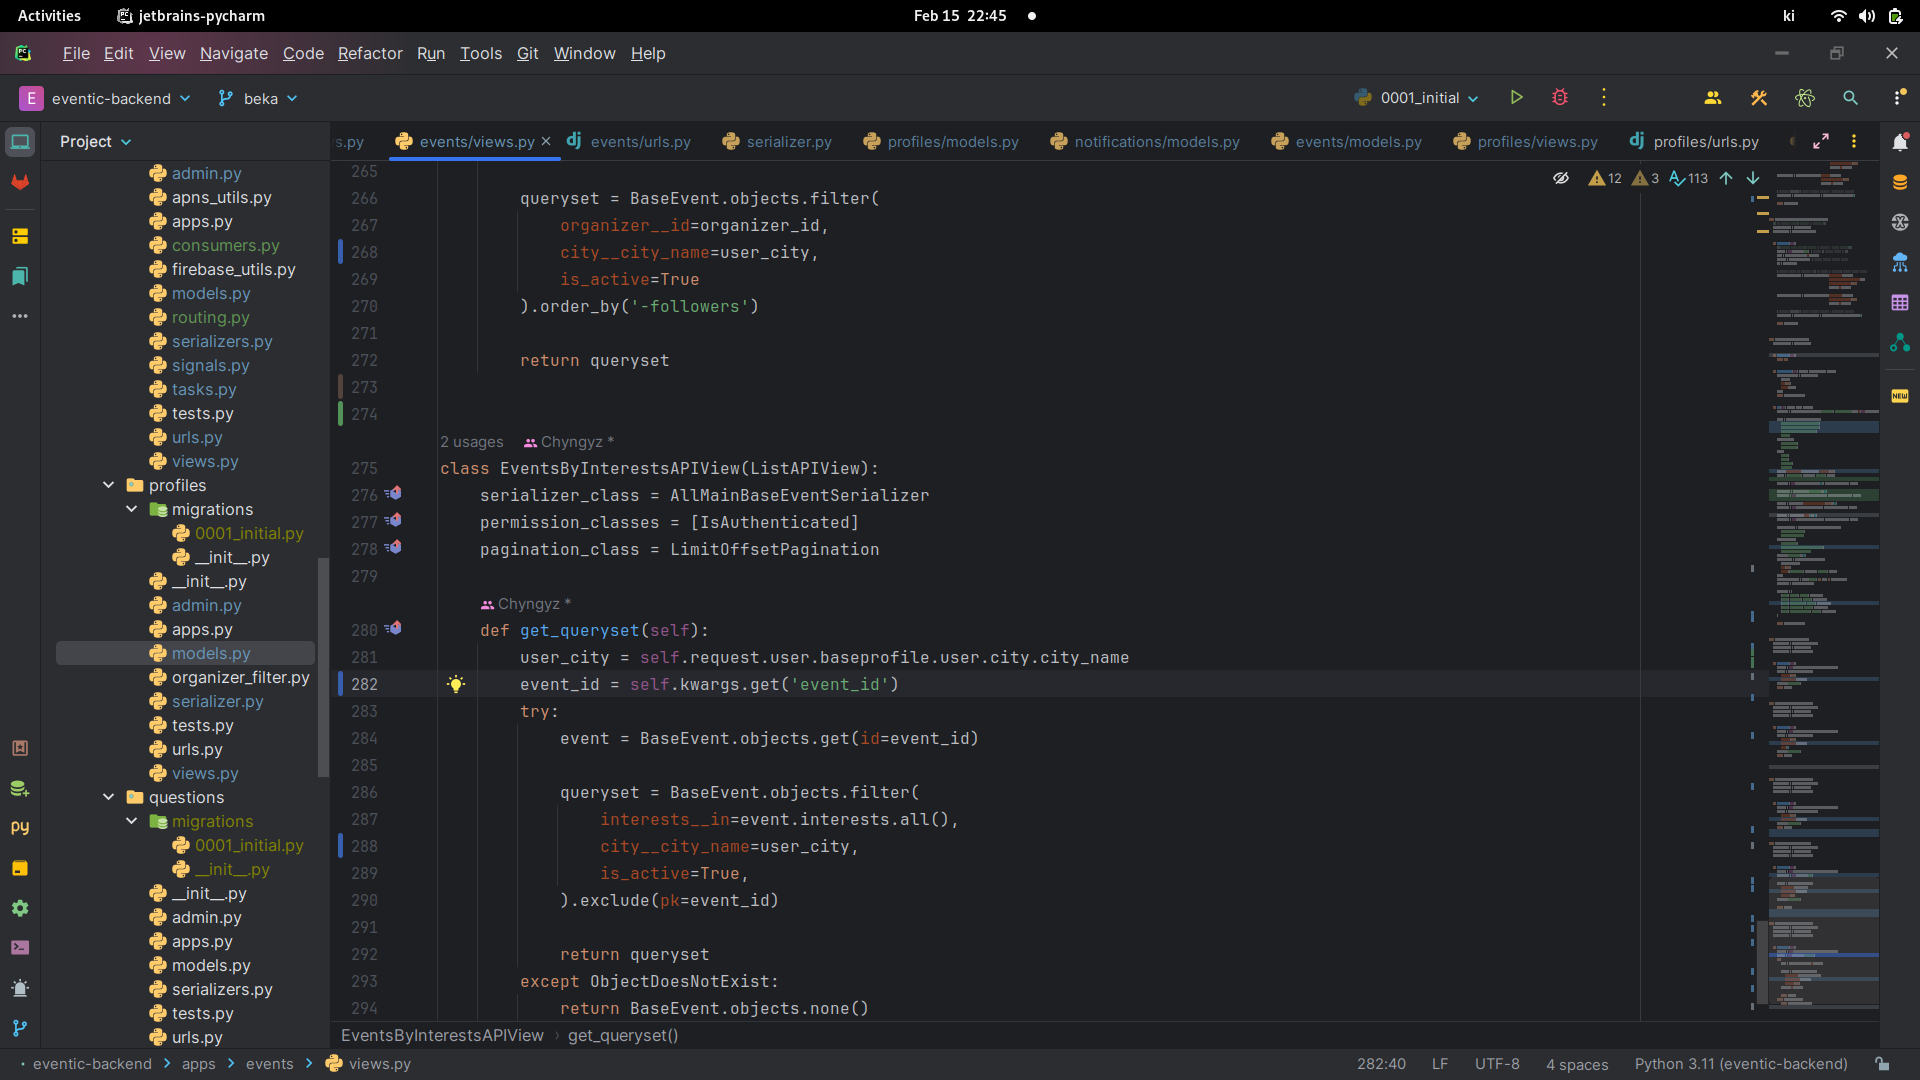 Activities
jetbrains-pycharm
Feb 15 22:45
ki
File Edit View Navigate Code Refactor Run Tools Git Window Help
E eventic-backend
beka
0001_initial
Project
s.py
events/views.py
events/urls.py
serializer.py
profiles/models.py
notifications/models.py
events/models.py
profiles/views.py
profiles/urls.py
admin.py
apns_utils.py
apps.py
consumers.py
firebase_utils.py
models.py
routing.py
serializers.py
signals.py
tasks.py
tests.py
urls.py
views.py
profiles
migrations
0001_initial.py
__init__.py
__init__.py
admin.py
apps.py
models.py
organizer_filter.py
serializer.py
tests.py
urls.py
views.py
questions
migrations
0001_initial.py
__init__.py
__init__.py
admin.py
apps.py
models.py
serializers.py
tests.py
urls.py
12 3 113
265
266 queryset = BaseEvent.objects.filter(
267 organizer__id=organizer_id,
268 city__city_name=user_city,
269 is_active=True
270 ).order_by('-followers')
271
272 return queryset
273
274
2 usages Chyngyz *
275 class EventsByInterestsAPIView(ListAPIView):
276 serializer_class = AllMainBaseEventSerializer
277 permission_classes = [IsAuthenticated]
278 pagination_class = LimitOffsetPagination
279
Chyngyz *
280 def get_queryset(self):
281 user_city = self.request.user.baseprofile.user.city.city_name
282 event_id = self.kwargs.get('event_id')
283 try:
284 event = BaseEvent.objects.get(id=event_id)
285
286 queryset = BaseEvent.objects.filter(
287 interests__in=event.interests.all(),
288 city__city_name=user_city,
289 is_active=True,
290 ).exclude(pk=event_id)
291
292 return queryset
293 except ObjectDoesNotExist:
294 return BaseEvent.objects.none()
EventsByInterestsAPIView › get_queryset()
eventic-backend > apps > events > views.py
282:40 LF UTF-8 4 spaces Python 3.11 (eventic-backend)
PC
py
NEW